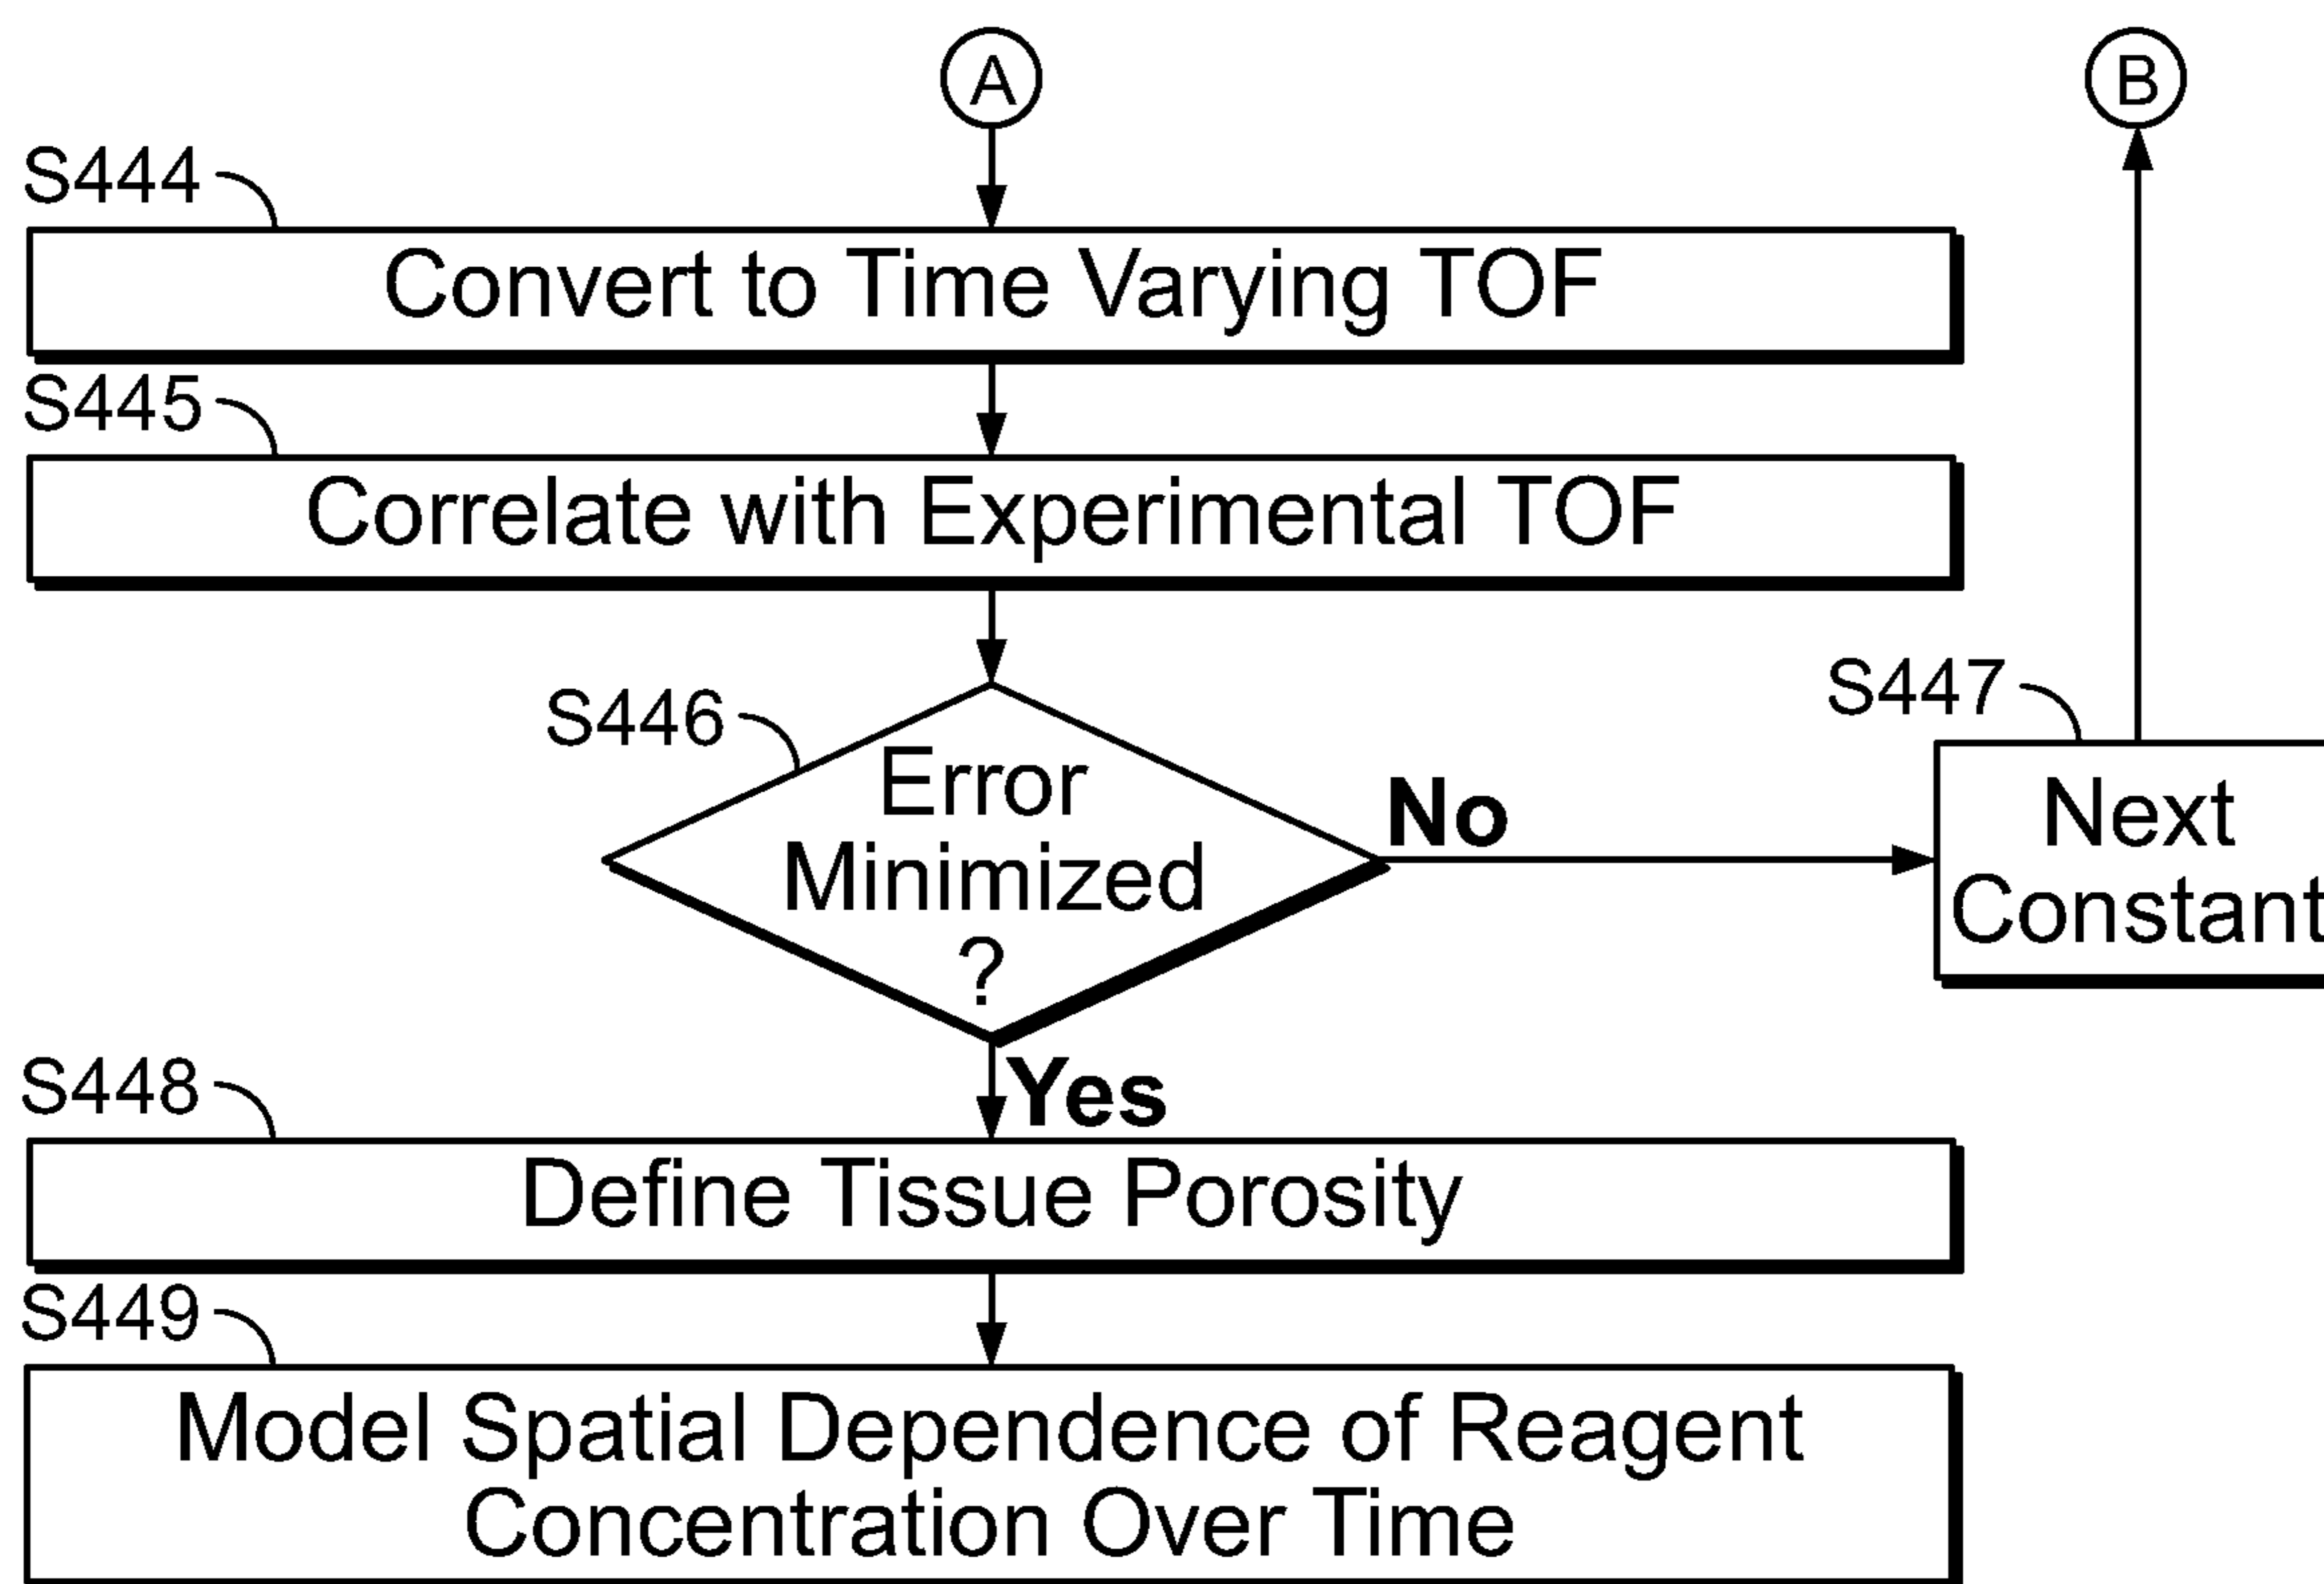 A
B
S444
Convert to Time Varying TOF
S445
Correlate with Experimental TOF
S446
Error
Minimized
?
No
S447
Next
Constant
Yes
S448
Define Tissue Porosity
S449
Model Spatial Dependence of Reagent
Concentration Over Time